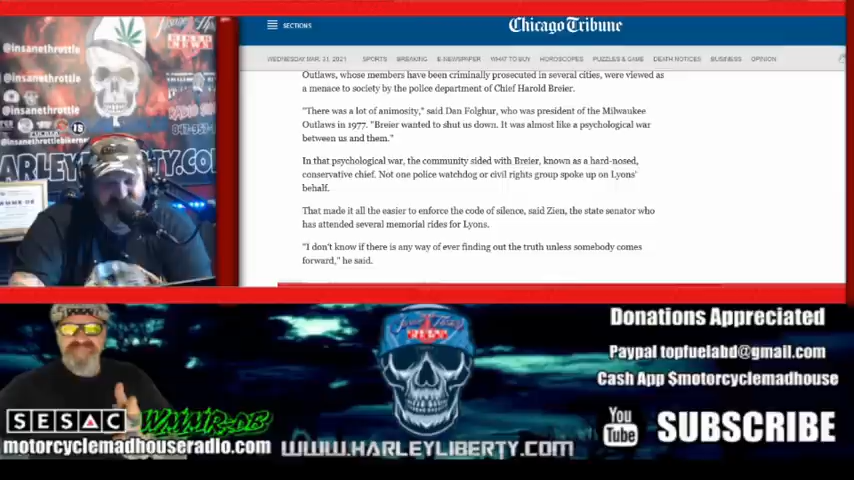 @insanethrottle
@insanethrottle
@insanethrottlebikernews
ARLEYLIBERTY.COM
SECTIONS
Chicago Tribune
WEDNESDAY MAR. 31, 2021
SPORTS BREAKING E-NEWSPAPER WHAT TO BUY HOROSCOPES PUZZLES & GAME DEATH NOTICES BUSINESS OPINION
Outlaws, whose members have been criminally prosecuted in several cities, were viewed as
a menace to society by the police department of Chief Harold Breier.
"There was a lot of animosity," said Dan Folghur, who was president of the Milwaukee
Outlaws in 1977. "Breier wanted to shut us down. It was almost like a psychological war
between us and them."
In that psychological war, the community sided with Breier, known as a hard-nosed,
conservative chief. Not one police watchdog or civil rights group spoke up on Lyons'
behalf.
That made it all the easier to enforce the code of silence, said Zien, the state senator who
has attended several memorial rides for Lyons.
"I don't know if there is any way of ever finding out the truth unless somebody comes
forward," he said.
Donations Appreciated
Paypal topfuelabd@gmail.com
Cash App $motorcyclemadhouse
SESAC WMMR-DB
motorcyclemadhouseradio.com
NEWS
WWW.HARLEYLIBERTY.COM
You
Tube
SUBSCRIBE